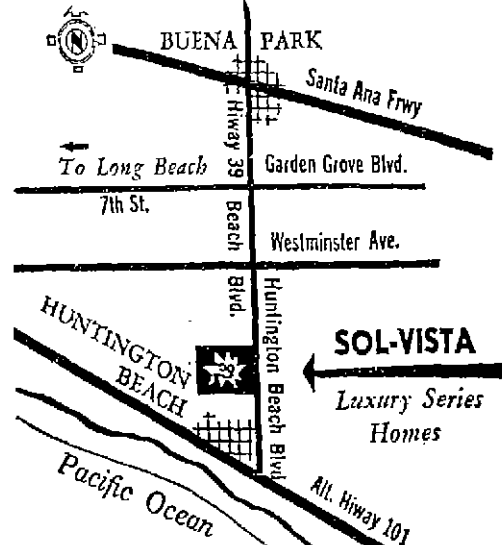 N
BUENA PARK
Santa Ana Frwy
Hiway 39
To Long Beach
Garden Grove Blvd.
7th St.
Beach Blvd.
Westminster Ave.
Huntington Beach Blvd
HUNTINGTON
BEACH
SOL-VISTA
Luxury Series
Homes
Pacific Ocean
Alt. Hiway 101